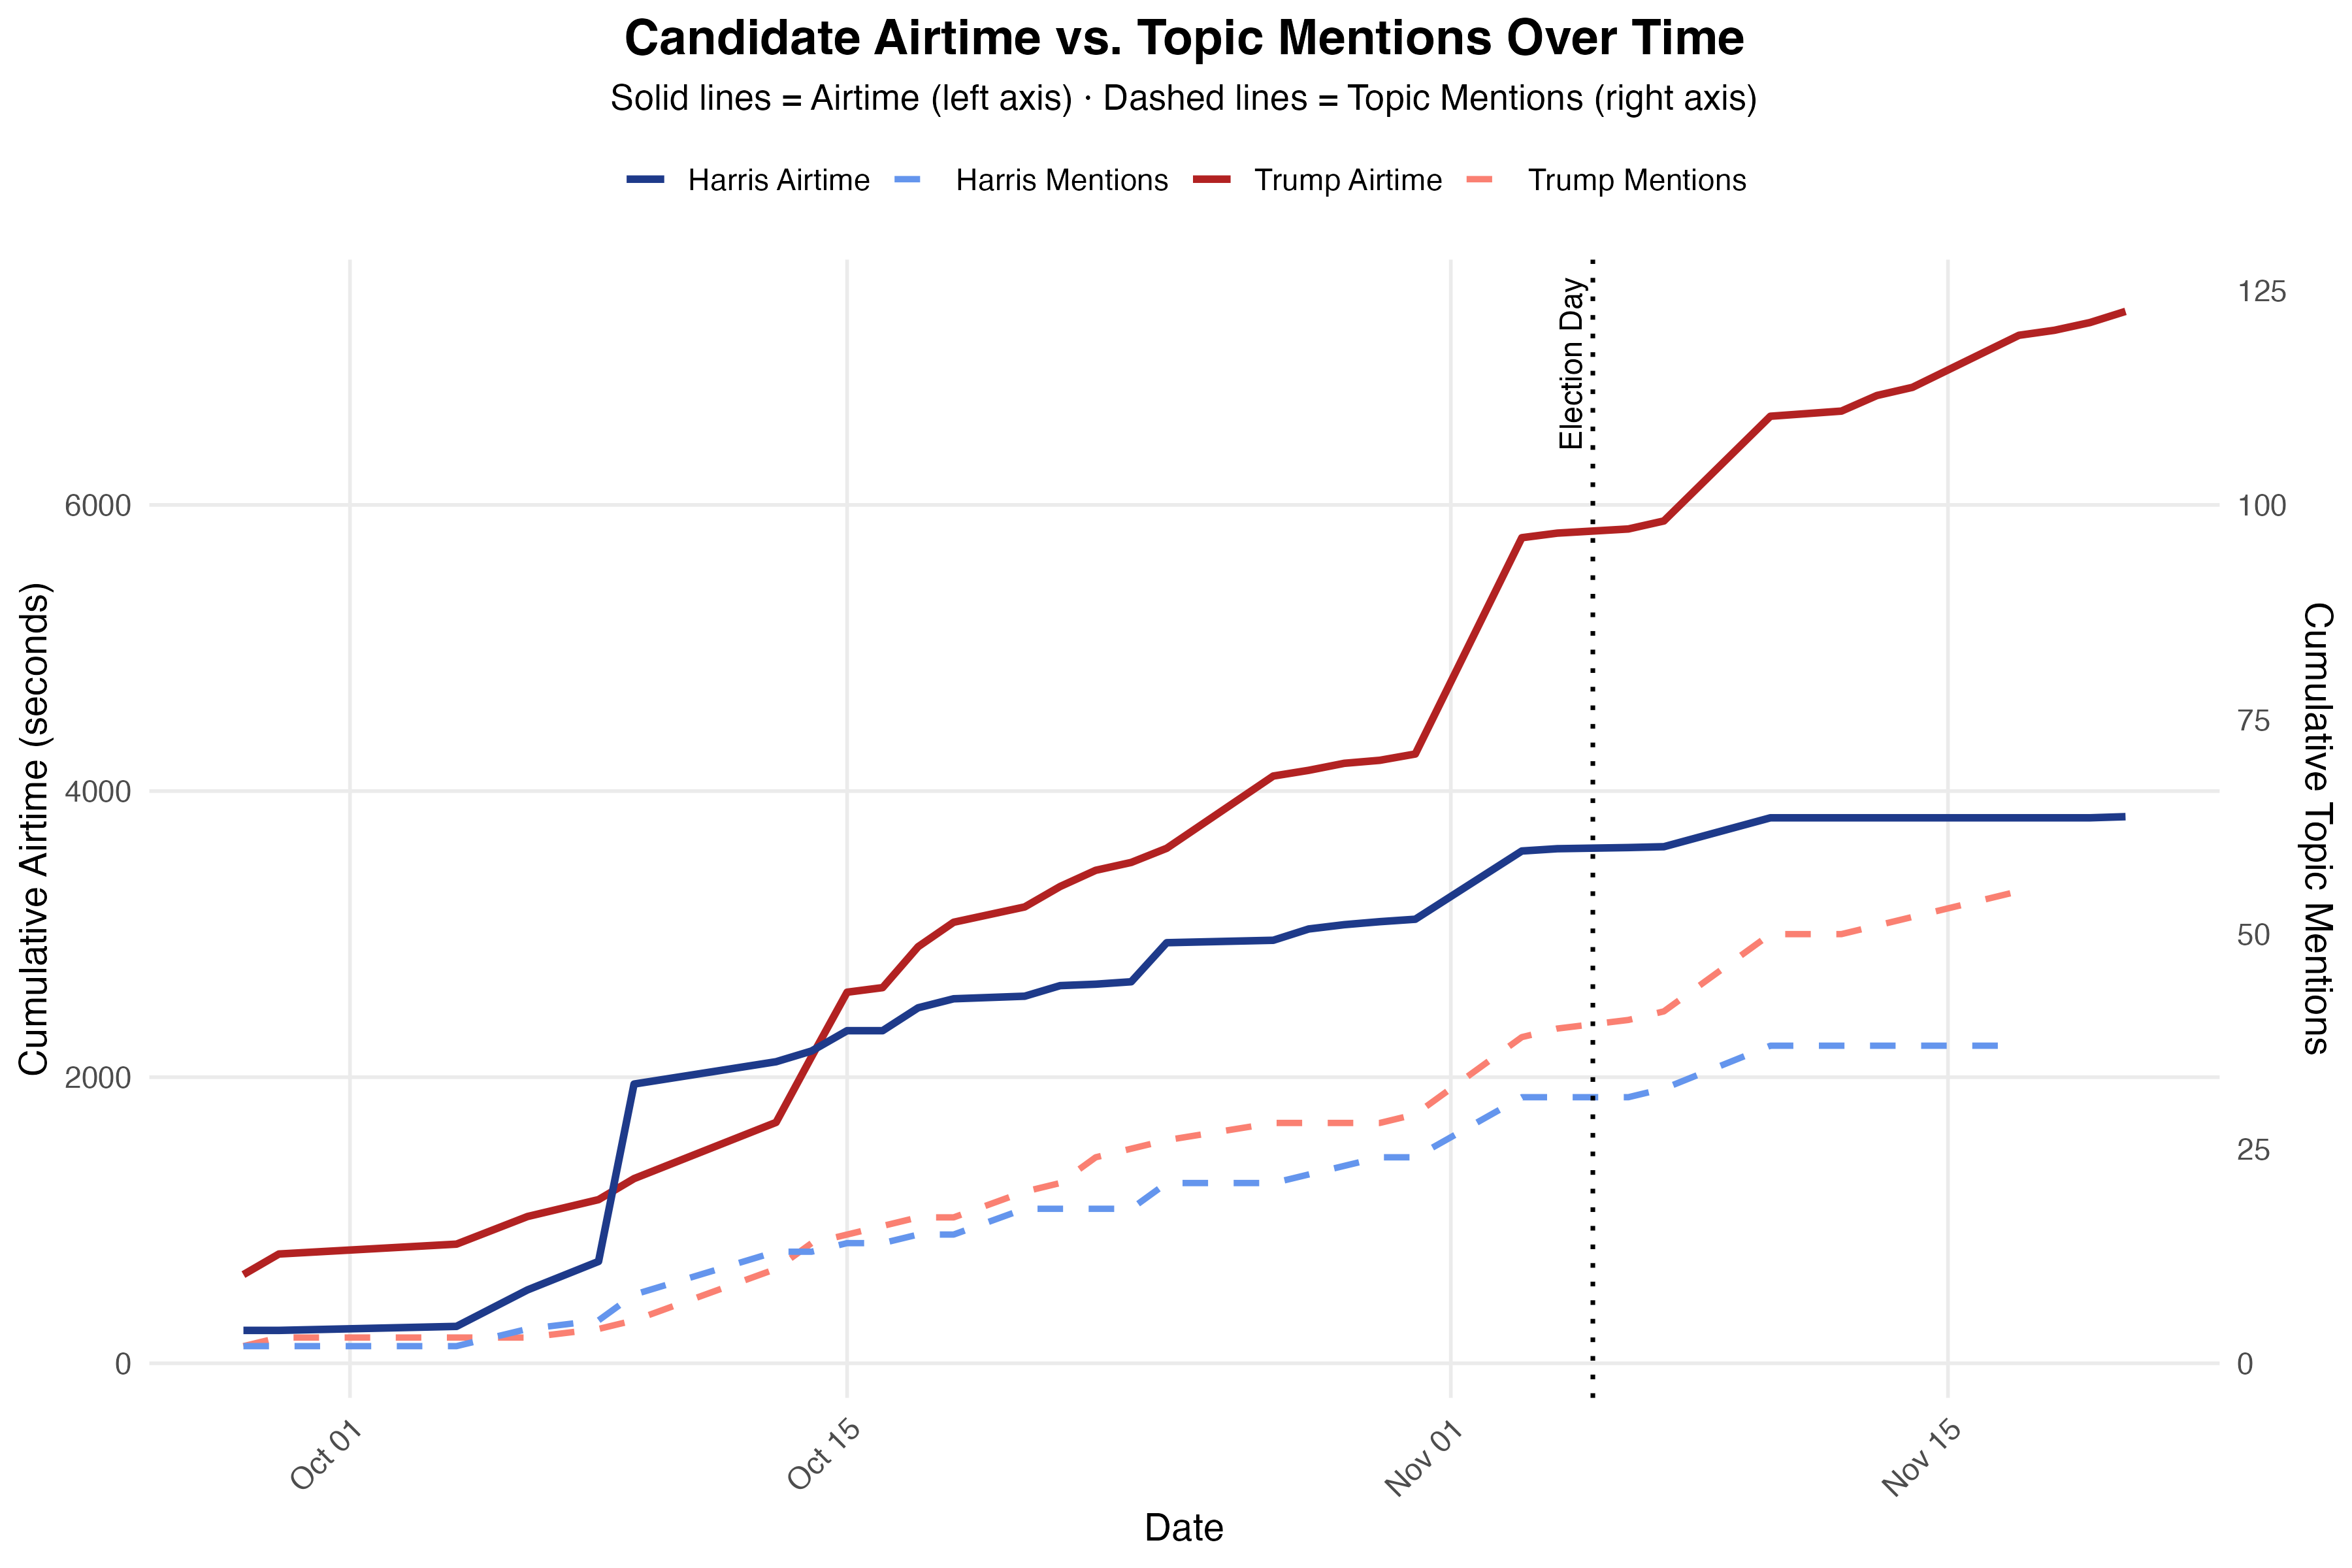 Candidate Airtime vs. Topic Mentions Over Time
Solid lines = Airtime (left axis) · Dashed lines = Topic Mentions (right axis)
Harris Airtime Harris Mentions Trump Airtime Trump Mentions
Election Day
Cumulative Airtime (seconds)
6000
4000
2000
0
125
100
75
50
25
0
Cumulative Topic Mentions
Oct 01
Oct 15
Nov 01
Nov 15
Date